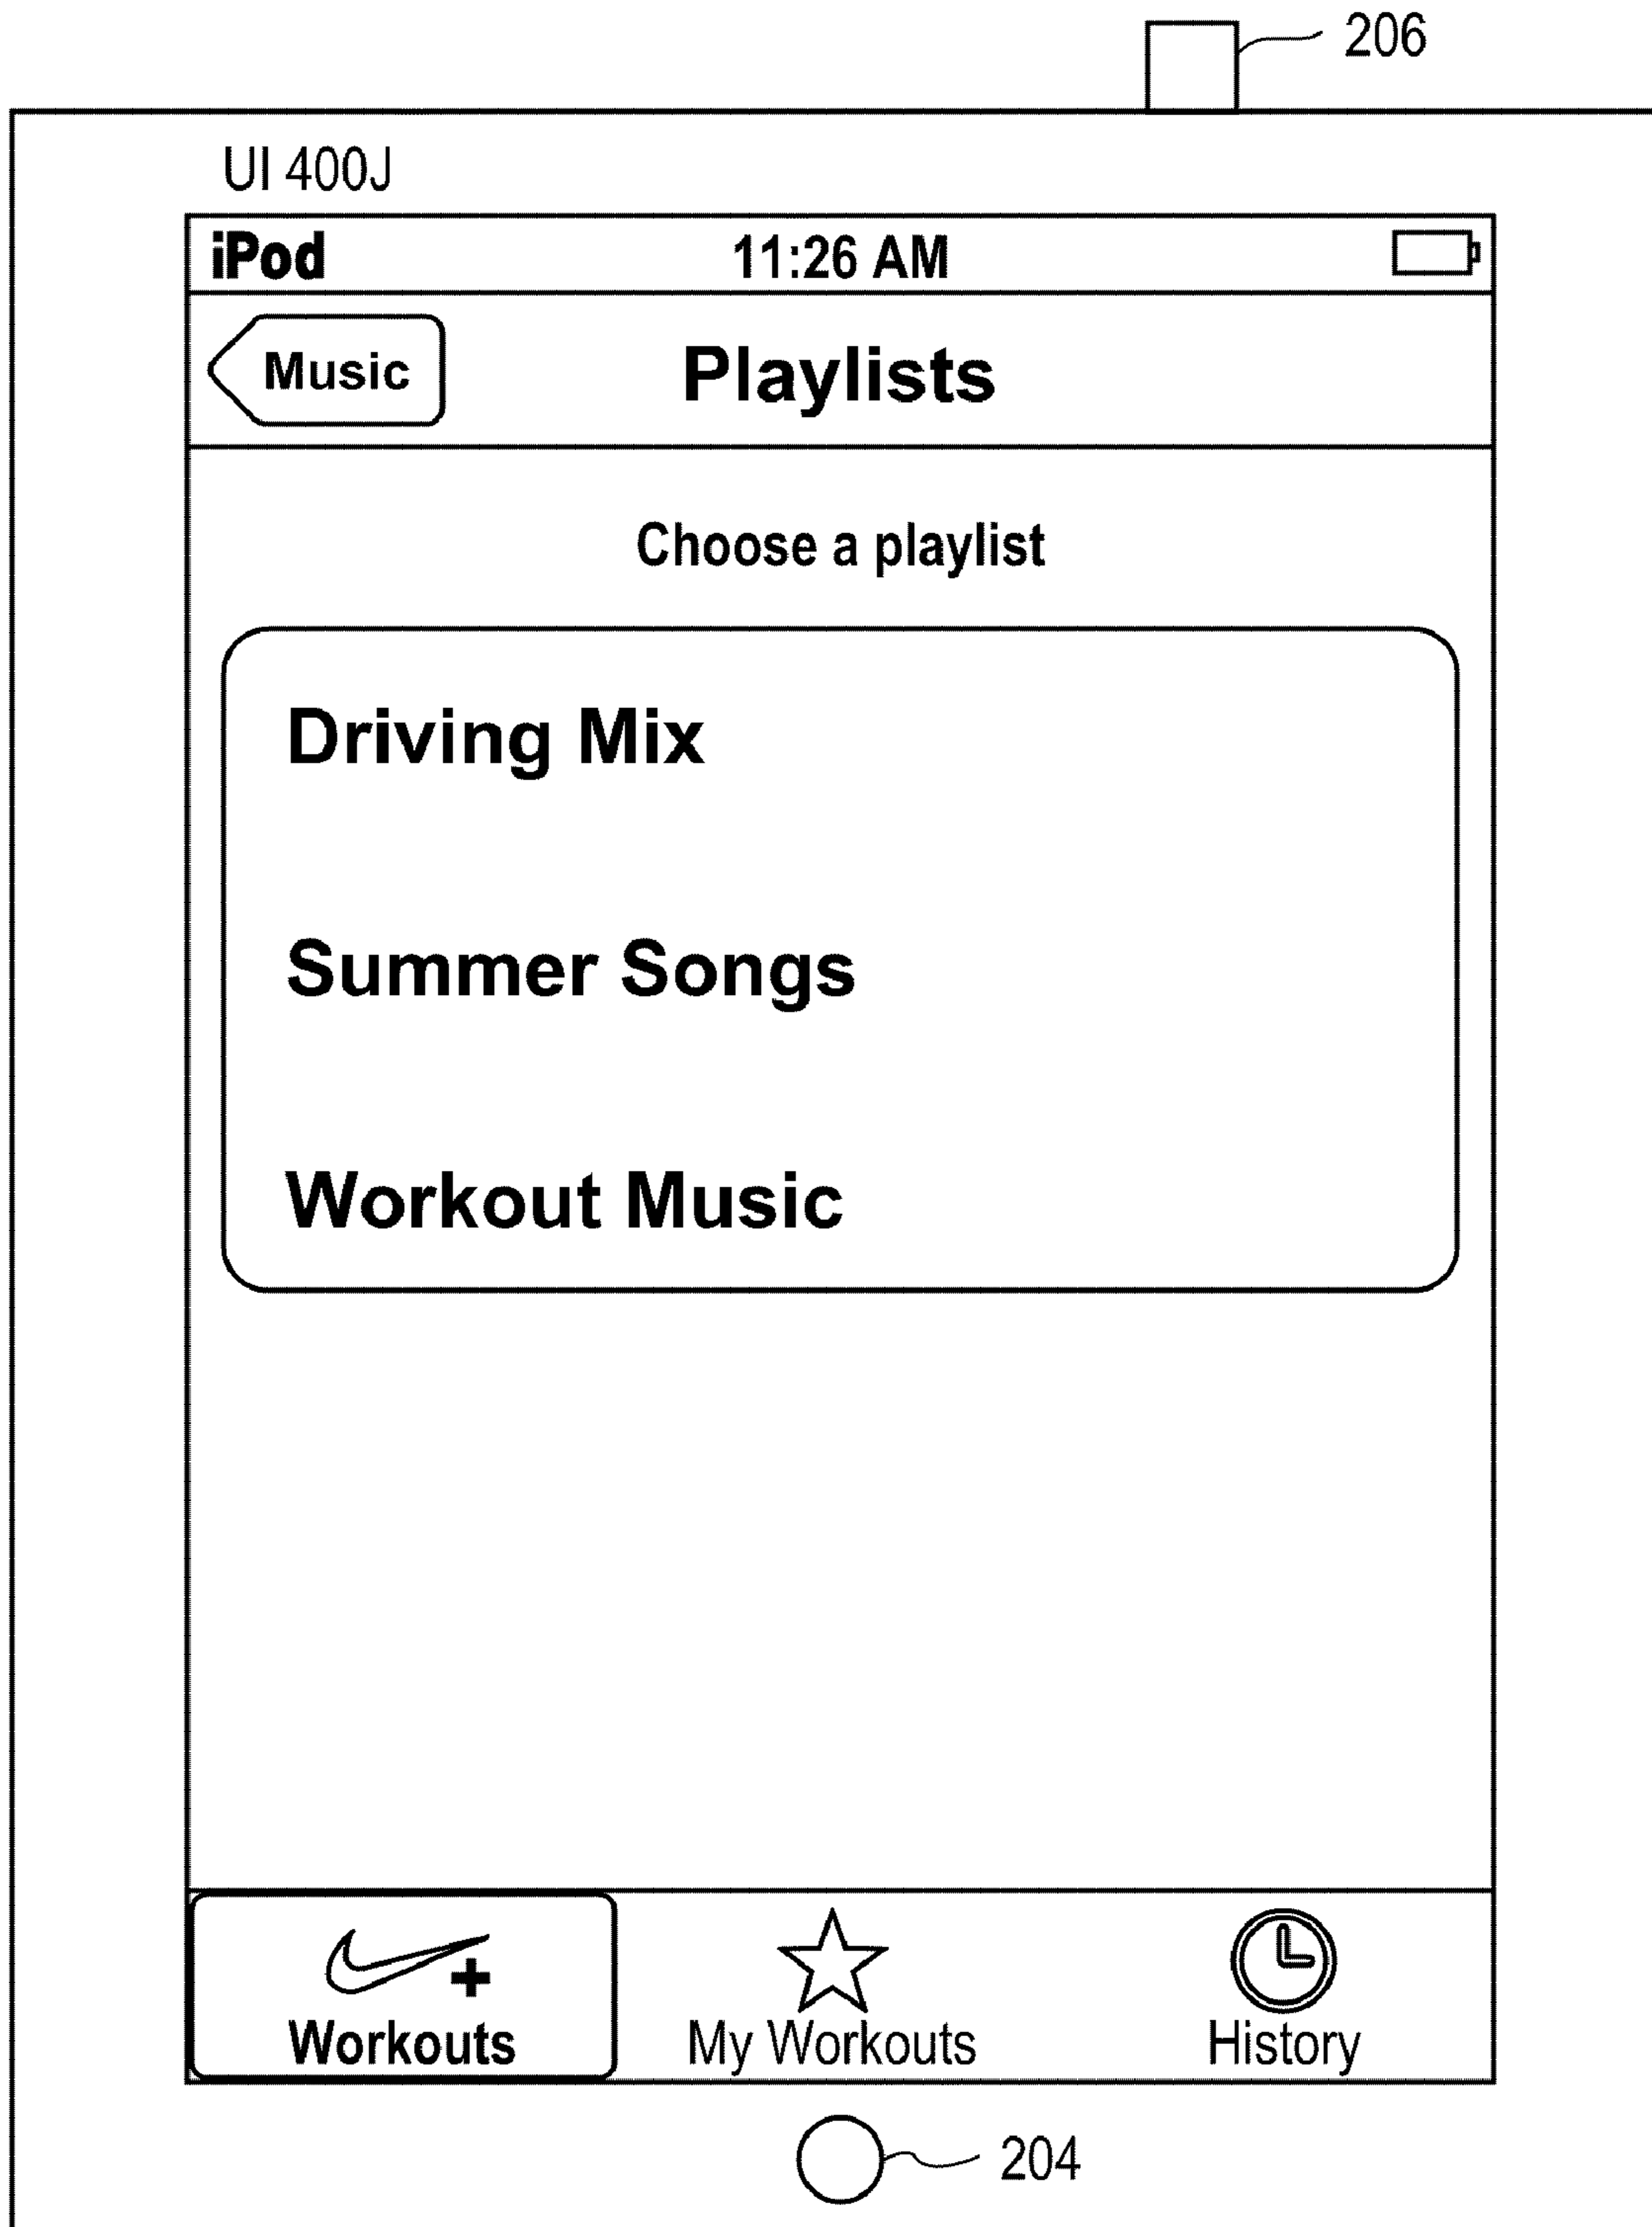 206
UI 400J
iPod 11:26 AM
Music Playlists
Choose a playlist
Driving Mix
Summer Songs
Workout Music
+
Workouts My Workouts History
204